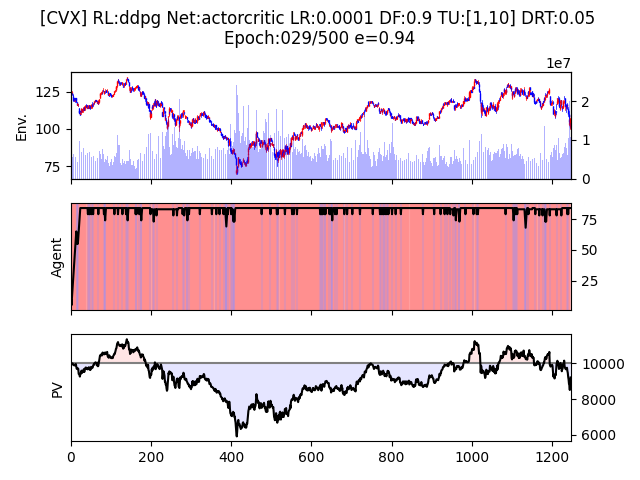 [CVX] RL:ddpg Net:actorcritic LR:0.0001 DF:0.9 TU:[1,10] DRT:0.05
Epoch:029/500 e=0.94
1e7
Env.
125
100
75
2
1
0
Agent
75
50
25
PV
10000
8000
6000
0 200 400 600 800 1000 1200